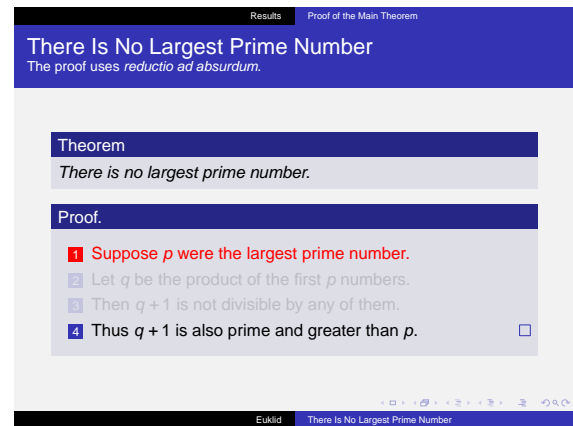 Results Proof of the Main Theorem
There Is No Largest Prime Number
The proof uses reductio ad absurdum.
Theorem
There is no largest prime number.
Proof.
1 Suppose p were the largest prime number.
2 Let q be the product of the first p numbers.
3 Then q + 1 is not divisible by any of them.
4 Thus q + 1 is also prime and greater than p.
Euklid There Is No Largest Prime Number